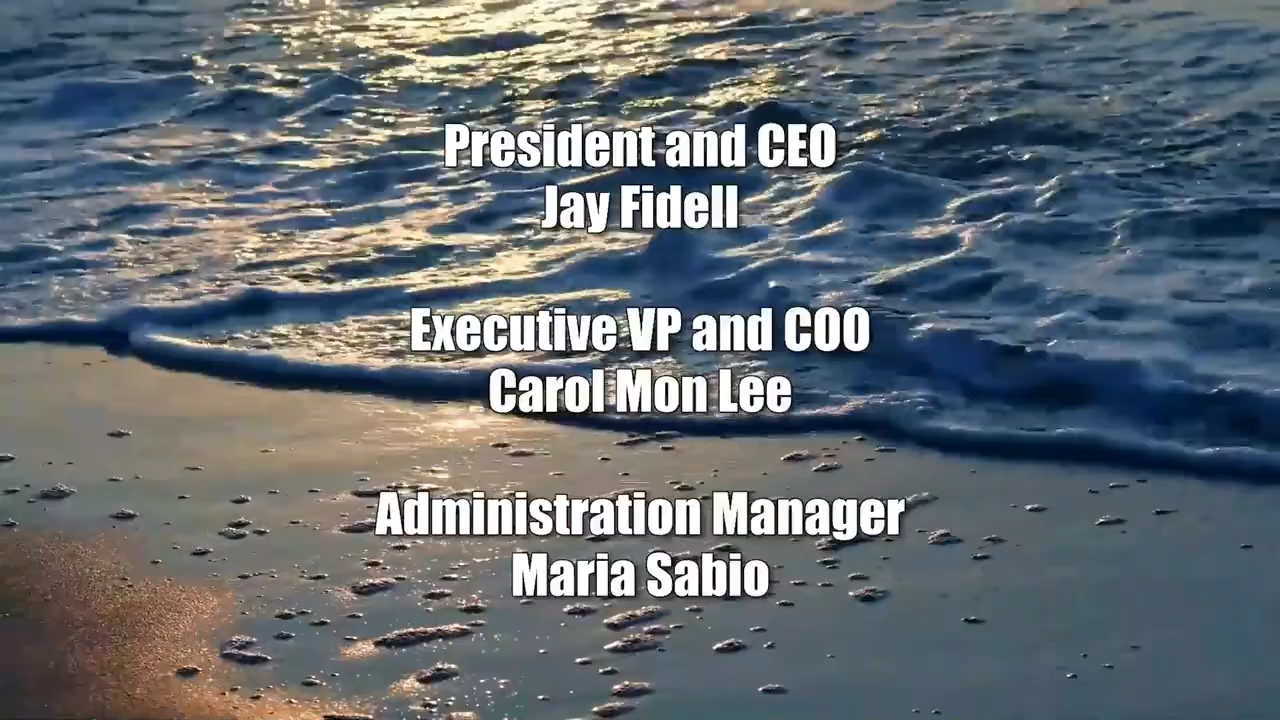 President and CEO
Jay Fidell
Executive VP and COO
Carol Mon Lee
Administration Manager
Maria Sabio